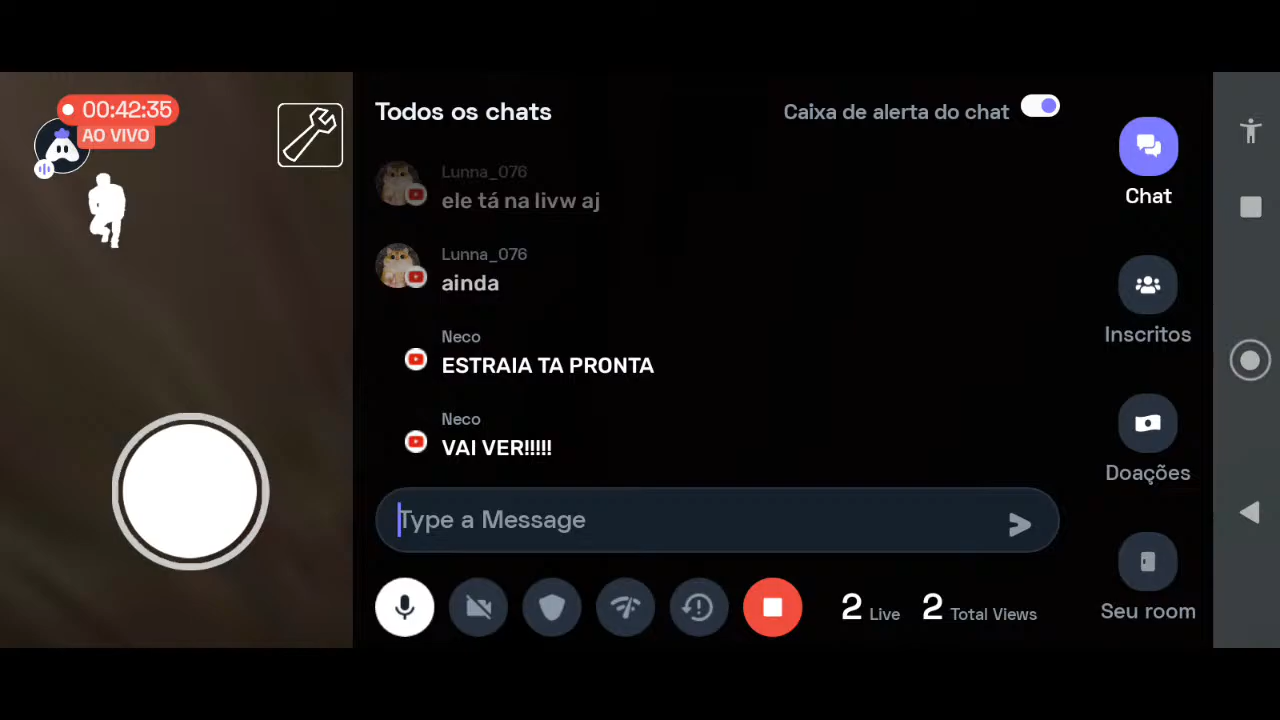 00:42:35
AO VIVO
Todos os chats
Caixa de alerta do chat
Lunna_076
ele tá na livw aj
Lunna_076
ainda
Neco
ESTRAIA TA PRONTA
Neco
VAI VER!!!!!
Type a Message
2 Live
2 Total Views
Chat
Inscritos
Doações
Seu room